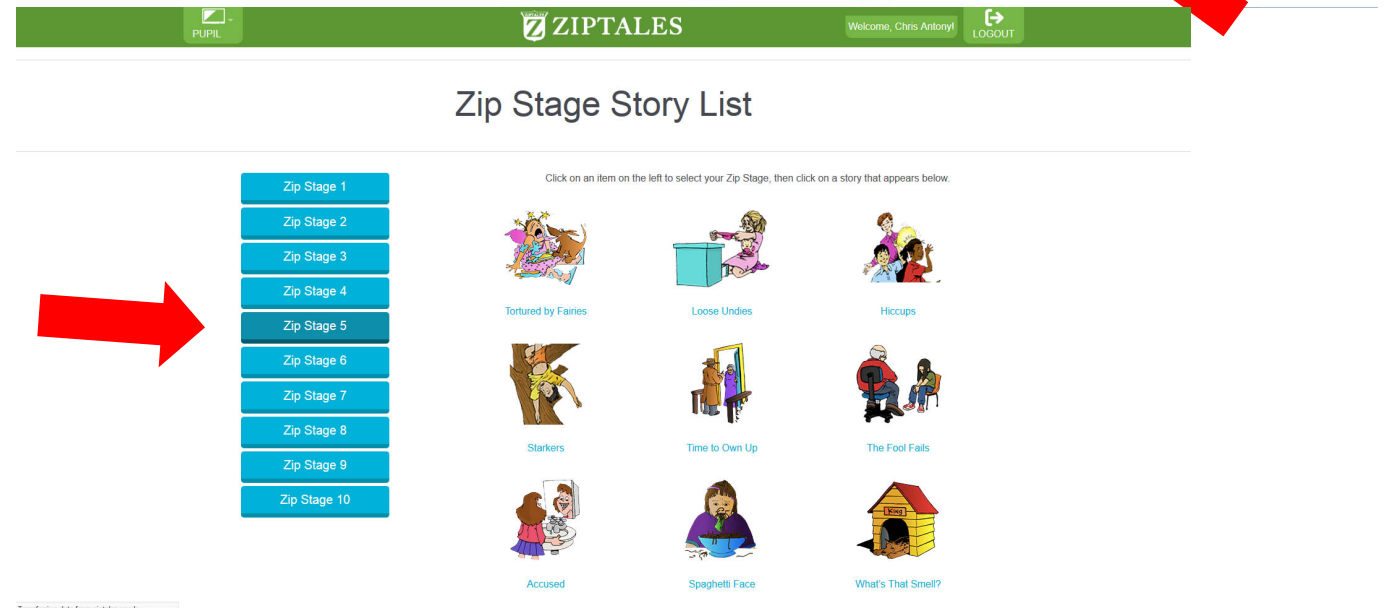 PUPIL
ZIPTALES
Z ZIPTALES
Welcome, Chris Antony!
LOGOUT
Zip Stage Story List
Click on an item on the left to select your Zip Stage, then click on a story that appears below.
Zip Stage 1
Zip Stage 2
Zip Stage 3
Zip Stage 4
Zip Stage 5
Zip Stage 6
Zip Stage 7
Zip Stage 8
Zip Stage 9
Zip Stage 10
Tortured by Fairies
Loose Undies
Hiccups
Starkers
Time to Own Up
The Fool Fails
Accused
Spaghetti Face
King
What's That Smell?